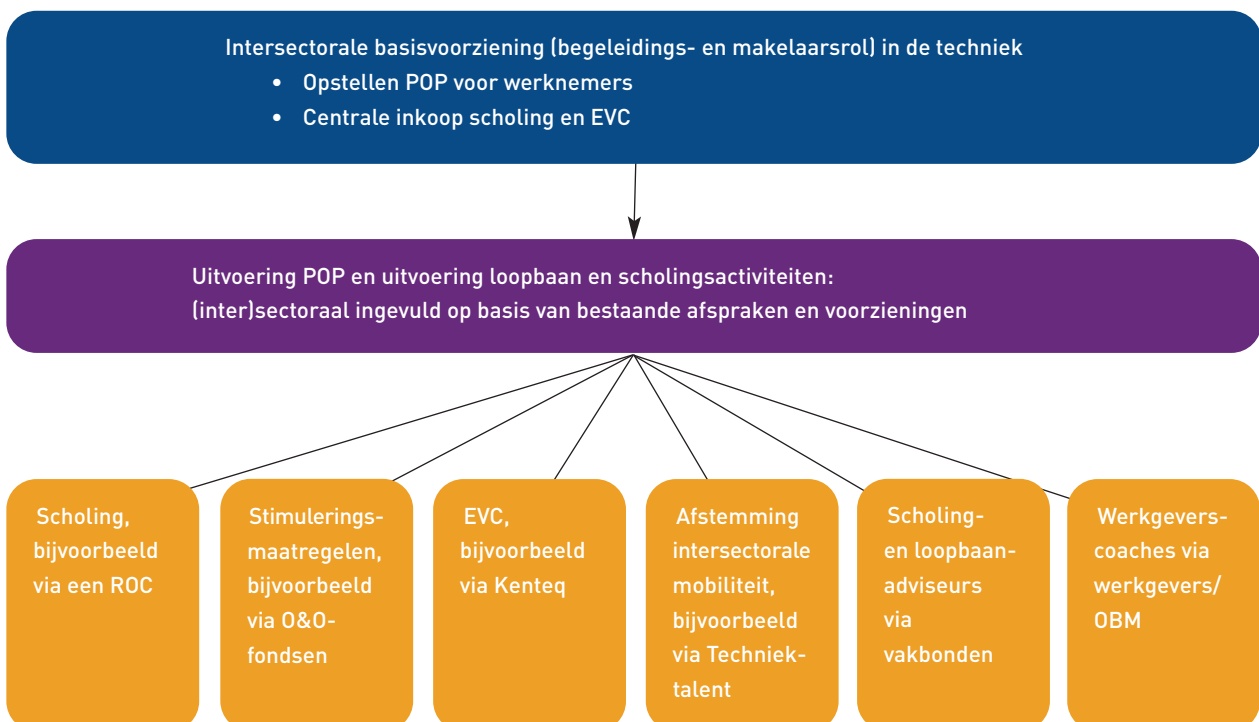 Intersectorale basisvoorziening (begeleidings- en makelaarsrol) in de techniek
• Opstellen POP voor werknemers
• Centrale inkoop scholing en EVC
Uitvoering POP en uitvoering loopbaan en scholingsactiviteiten:
(inter)sectoraal ingevuld op basis van bestaande afspraken en voorzieningen
Scholing,
bijvoorbeeld
via een ROC
Stimulerings-
maatregelen,
bijvoorbeeld
via O&O-
fondsen
EVC,
bijvoorbeeld
via Kenteq
Afstemming
intersectorale
mobiliteit,
bijvoorbeeld
via Techniek-
talent
Scholing-
en loopbaan-
adviseurs
via
vakbonden
Werkgevers-
coaches via
werkgevers/
OBM